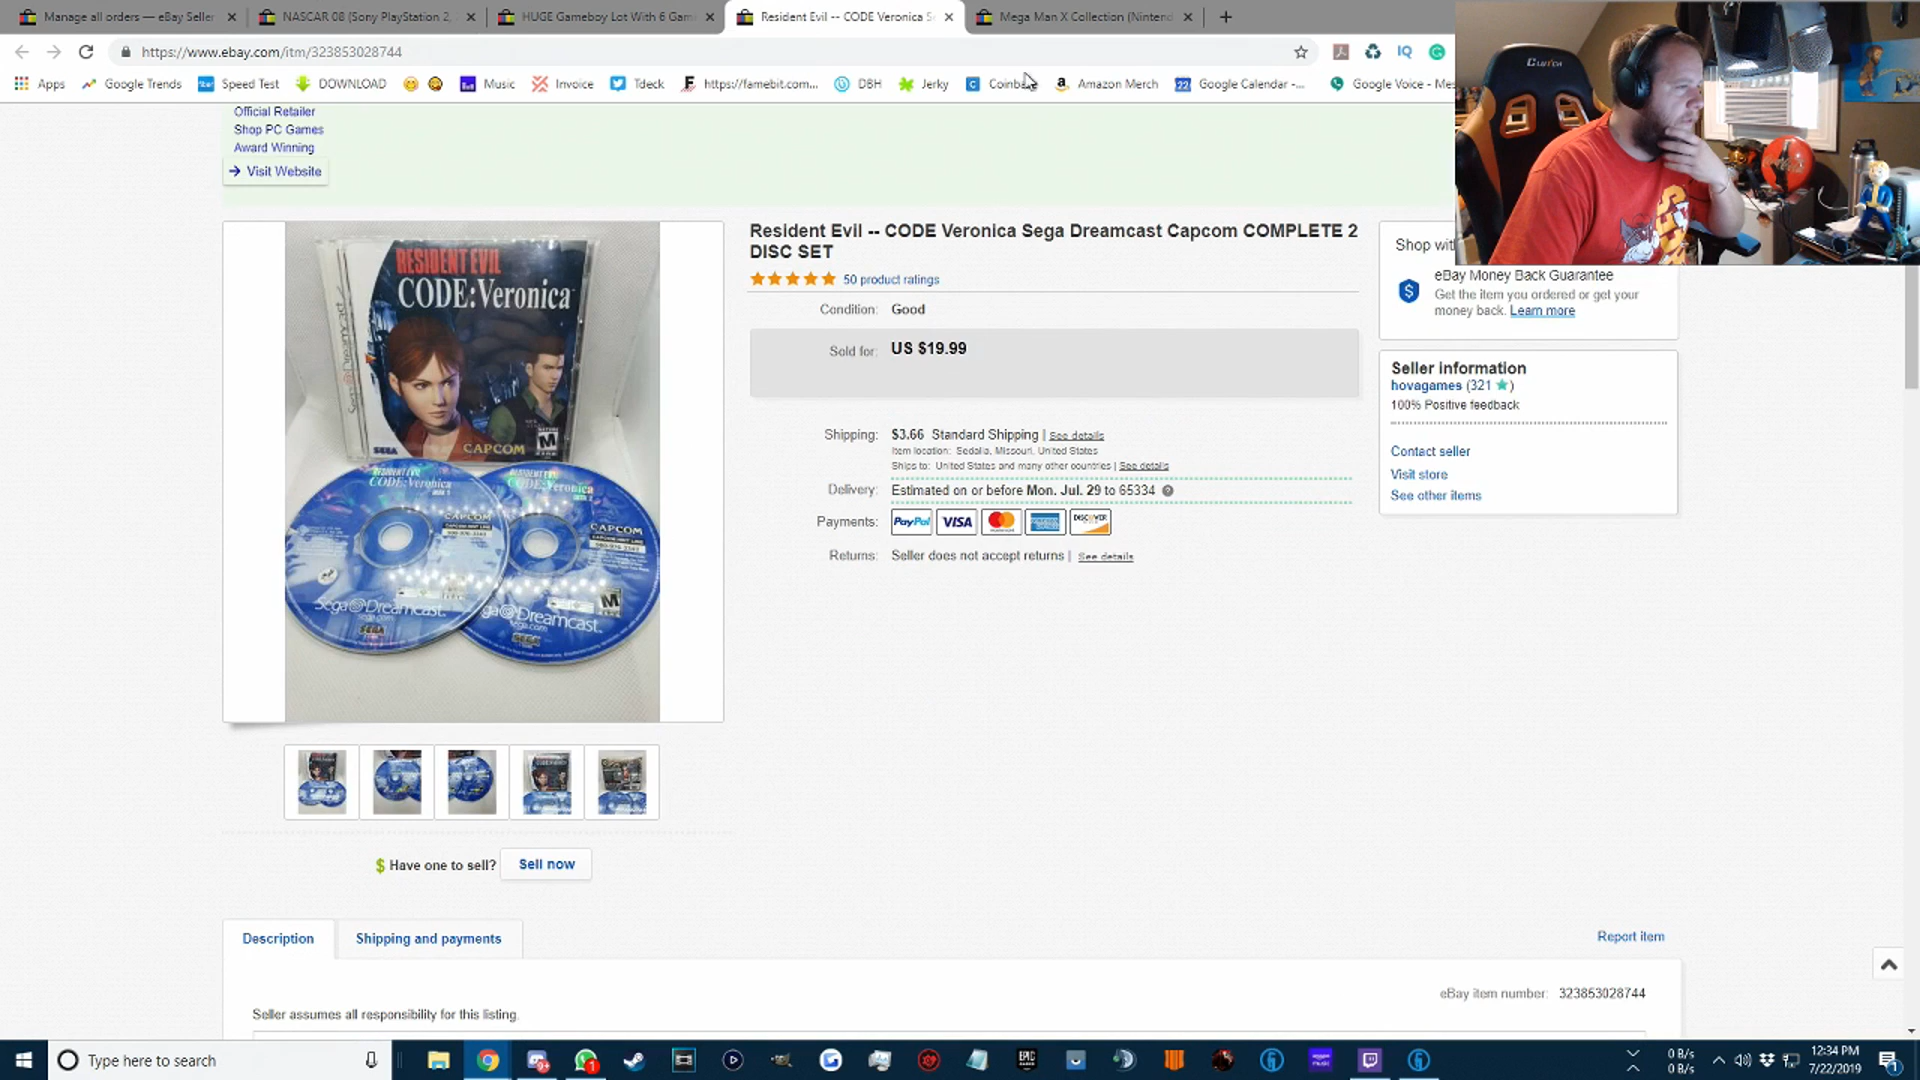 Manage all orders — eBay Seller
NASCAR 08 (Sony PlayStation 2,
HUGE Gameboy Lot With 6 Gam
Resident Evil -- CODE Veronica S
Mega Man X Collection (Nintend
https://www.ebay.com/itm/323853028744
IQ
Apps
Google Trends
Speed Test
DOWNLOAD
Music
Invoice
Tdeck
https://famebit.com...
DBH
Jerky
Coinba
Amazon Merch
22 Google Calendar -...
Google Voice - Me
CLUTCH
Official Retailer
Shop PC Games
Award Winning
Visit Website
RESIDENT EVIL
CODE:Veronica
SEGA
CAPCOM
M
Sega Dreamcast
Resident Evil -- CODE Veronica Sega Dreamcast Capcom COMPLETE 2
DISC SET
50 product ratings
Condition: Good
Sold for: US $19.99
Shipping: $3.66 Standard Shipping | See details
Item location: Sedalia, Missouri, United States
Ships to: United States and many other countries | See details
Delivery: Estimated on or before Mon. Jul. 29 to 65334
Payments: PayPal VISA DISCOVER
Returns: Seller does not accept returns | See details
Shop wit
eBay Money Back Guarantee
Get the item you ordered or get your
money back. Learn more
Seller information
hovagames (321 )
100% Positive feedback
Contact seller
Visit store
See other items
$ Have one to sell? Sell now
Description
Shipping and payments
Report item
eBay item number: 323853028744
Seller assumes all responsibility for this listing.
Type here to search
EPIC
0 B/s
0 B/s
12:34 PM
7/22/2019